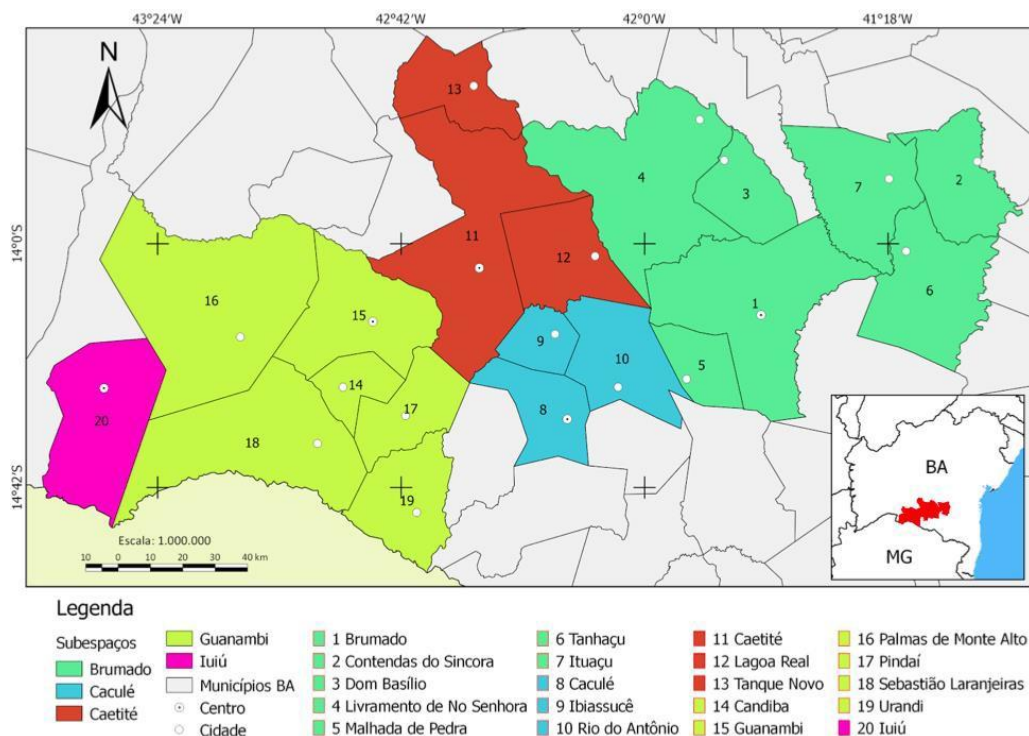 43°24'W 42°42'W 42°0'W 41°18'W
N
14°0'S
14°42'S
13
4
3
7
2
11
12
16
1
6
15
9
10
5
14
20
17
8
18
19
Escala: 1.000.000
10 0 10 20 30 40 km
BA
MG
Legenda
Subespaços
Brumado
Caculé
Caetité
Guanambi
Iuiú
Municípios BA
Centro
Cidade
1 Brumado
2 Contendas do Sincora
3 Dom Basílio
4 Livramento de No Senhora
5 Malhada de Pedra
6 Tanhaçu
7 Ituaçu
8 Caculé
9 Ibiassucê
10 Rio do Antônio
11 Caetité
12 Lagoa Real
13 Tanque Novo
14 Candiba
15 Guanambi
16 Palmas de Monte Alto
17 Pindaí
18 Sebastião Laranjeiras
19 Urandi
20 Iuiú